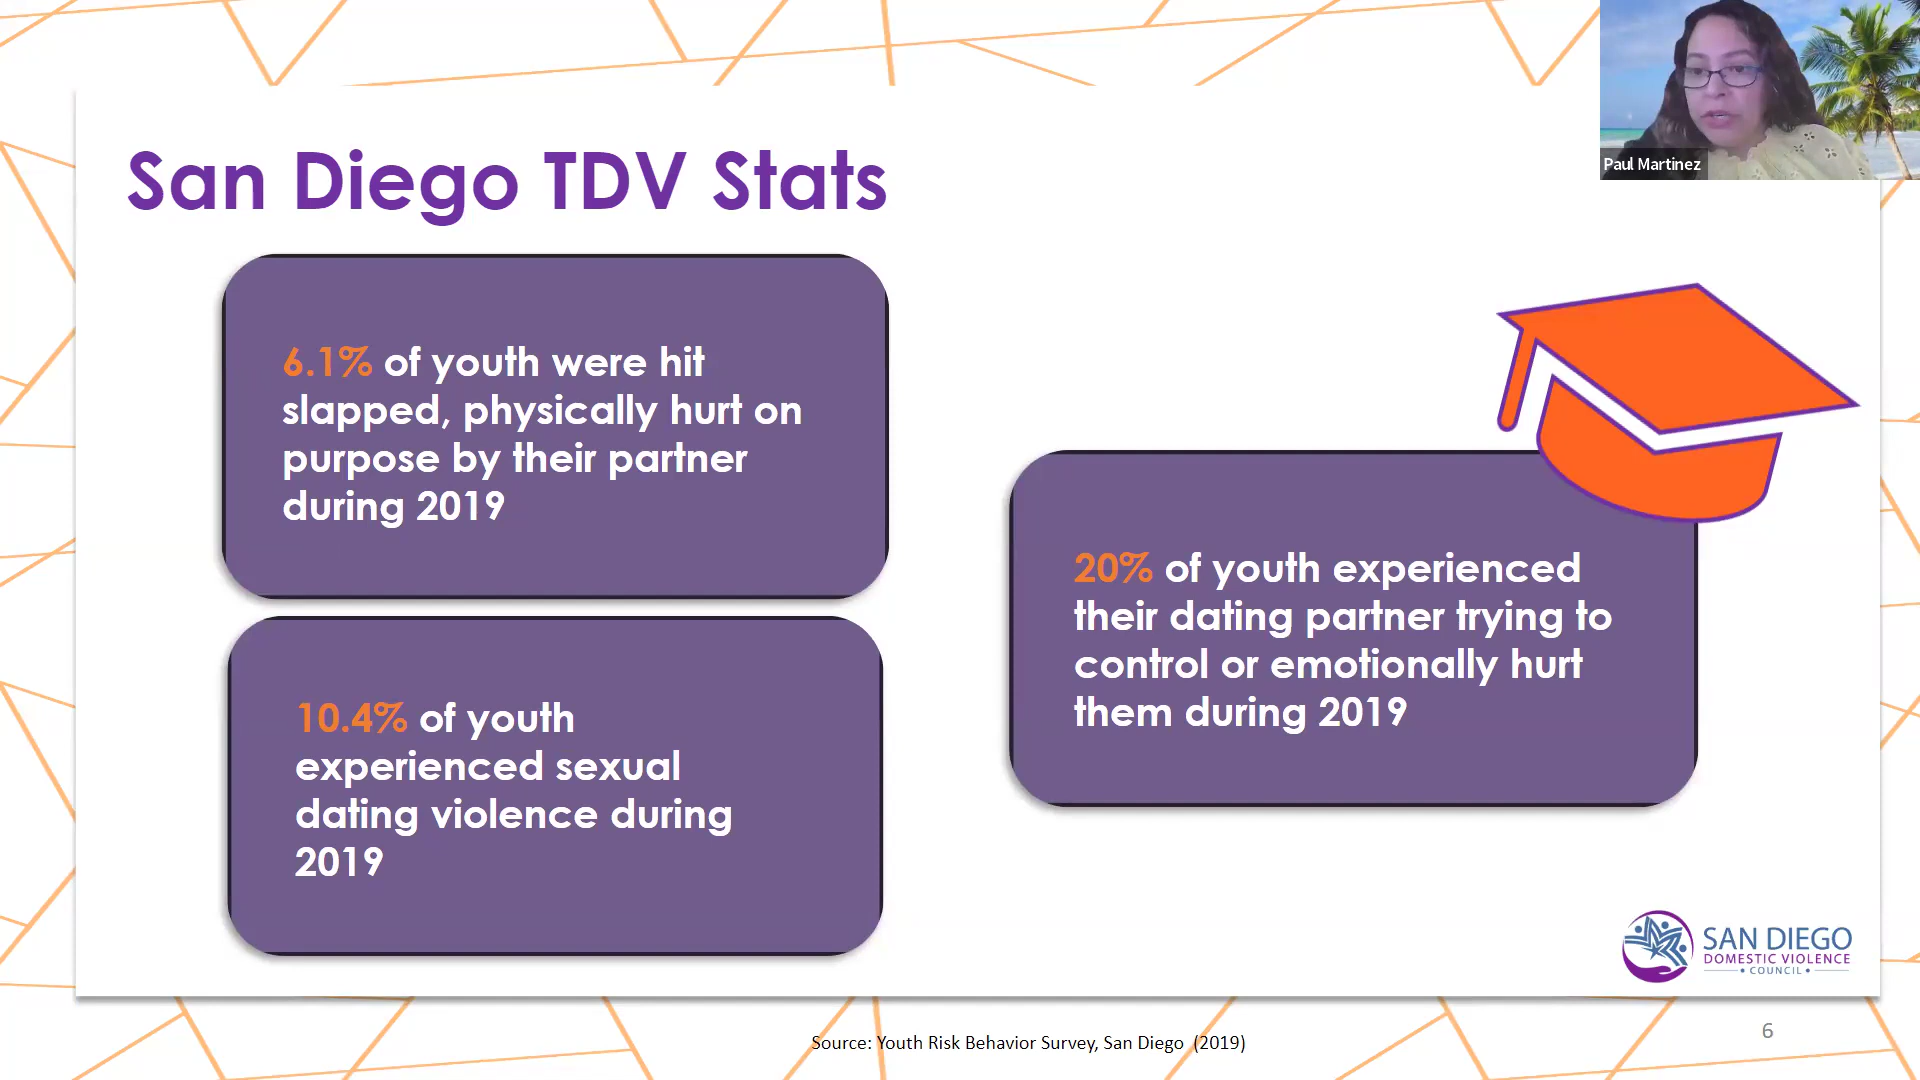 San Diego TDV Stats
6.1% of youth were hit
slapped, physically hurt on
purpose by their partner
during 2019
10.4% of youth
experienced sexual
dating violence during
2019
20% of youth experienced
their dating partner trying to
control or emotionally hurt
them during 2019
Paul Martinez
SAN DIEGO
DOMESTIC VIOLENCE
• COUNCIL •
Source: Youth Risk Behavior Survey, San Diego (2019)
6